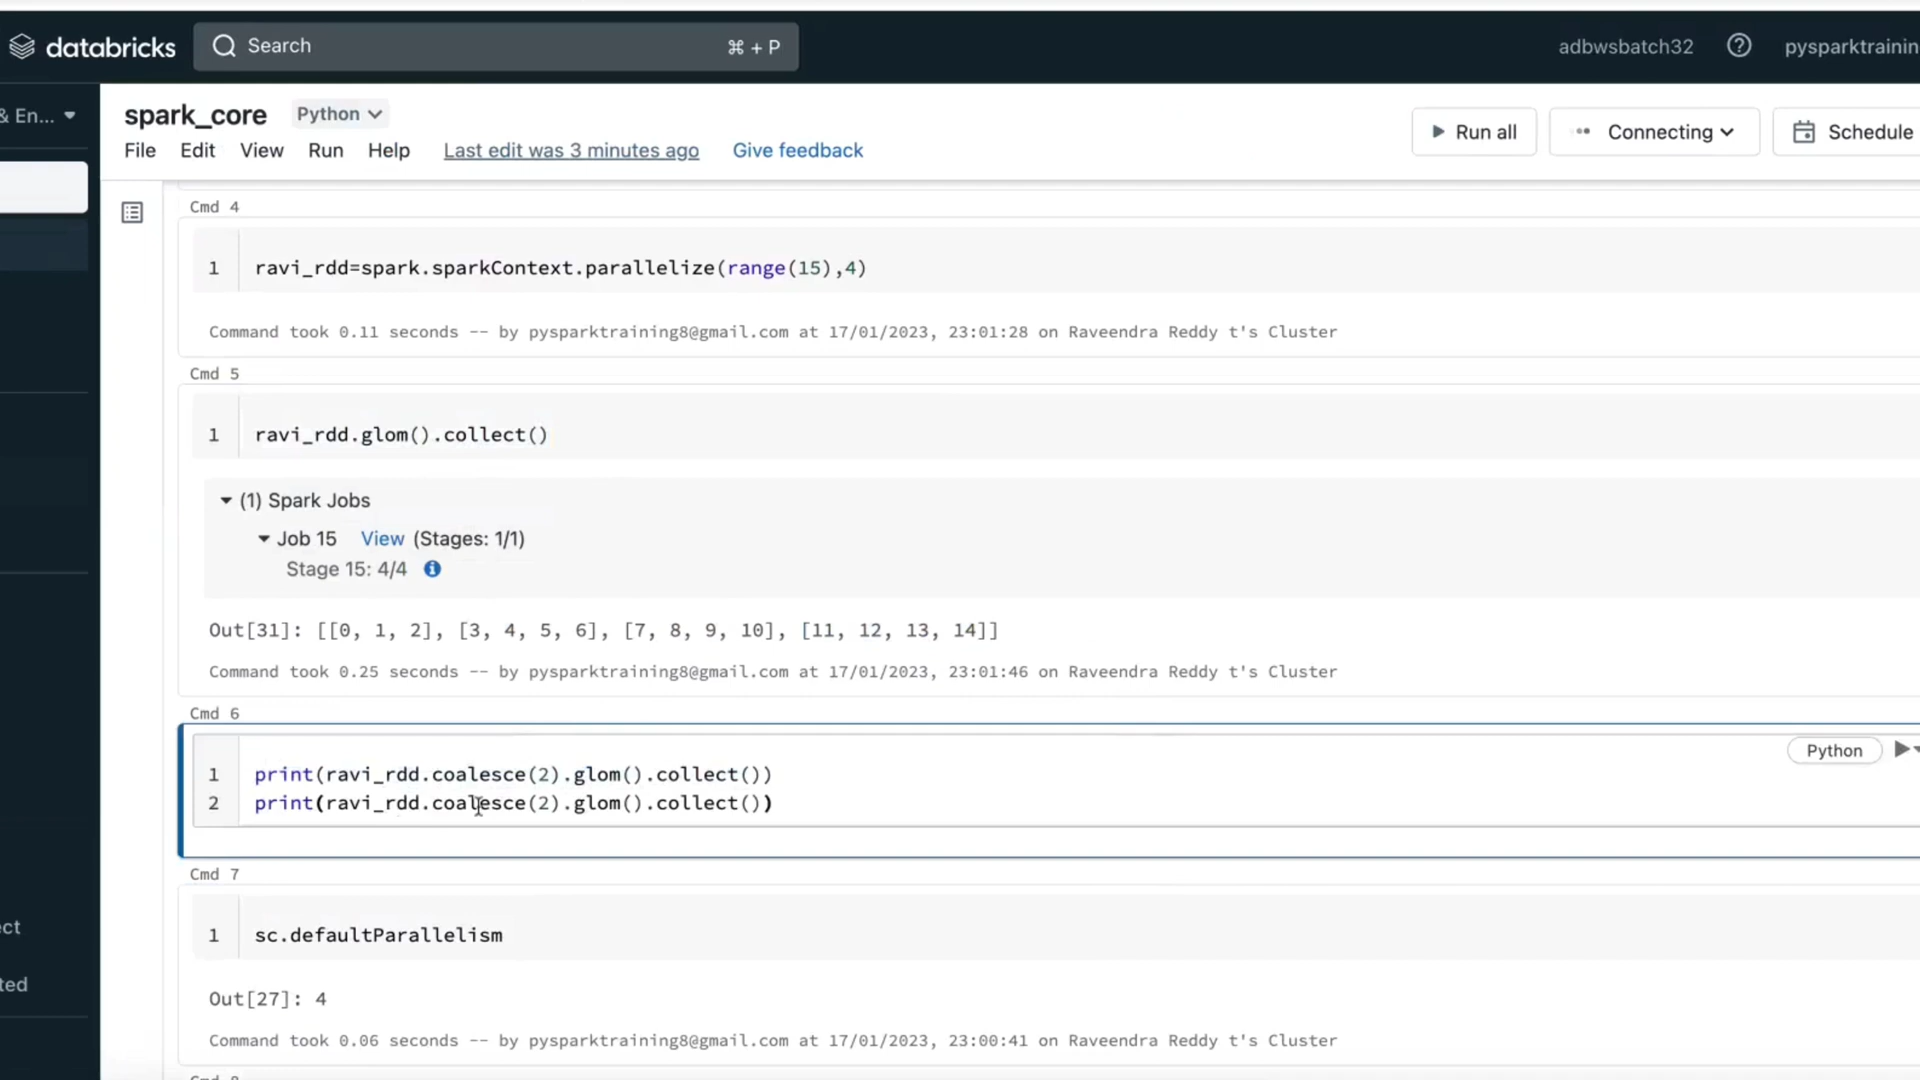 databricks
Search
⌘ + P
adbwsbatch32
pysparktrainin
& En...
spark_core
Python
File Edit View Run Help Last edit was 3 minutes ago Give feedback
Run all
Connecting
Schedule
Cmd 4
1 ravi_rdd=spark.sparkContext.parallelize(range(15),4)
Command took 0.11 seconds -- by pysparktraining8@gmail.com at 17/01/2023, 23:01:28 on Raveendra Reddy t's Cluster
Cmd 5
1 ravi_rdd.glom().collect()
(1) Spark Jobs
Job 15 View (Stages: 1/1)
Stage 15: 4/4
Out[31]: [[0, 1, 2], [3, 4, 5, 6], [7, 8, 9, 10], [11, 12, 13, 14]]
Command took 0.25 seconds -- by pysparktraining8@gmail.com at 17/01/2023, 23:01:46 on Raveendra Reddy t's Cluster
Cmd 6
Python
1 print(ravi_rdd.coalesce(2).glom().collect())
2 print(ravi_rdd.coalesce(2).glom().collect())
Cmd 7
1 sc.defaultParallelism
ect
ted
Out[27]: 4
Command took 0.06 seconds -- by pysparktraining8@gmail.com at 17/01/2023, 23:00:41 on Raveendra Reddy t's Cluster